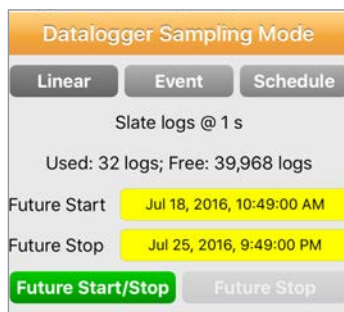 Datalogger Sampling Mode
Linear Event Schedule
Slate logs @ 1 s
Used: 32 logs; Free: 39,968 logs
Future Start Jul 18, 2016, 10:49:00 AM
Future Stop Jul 25, 2016, 9:49:00 PM
Future Start/Stop Future Stop